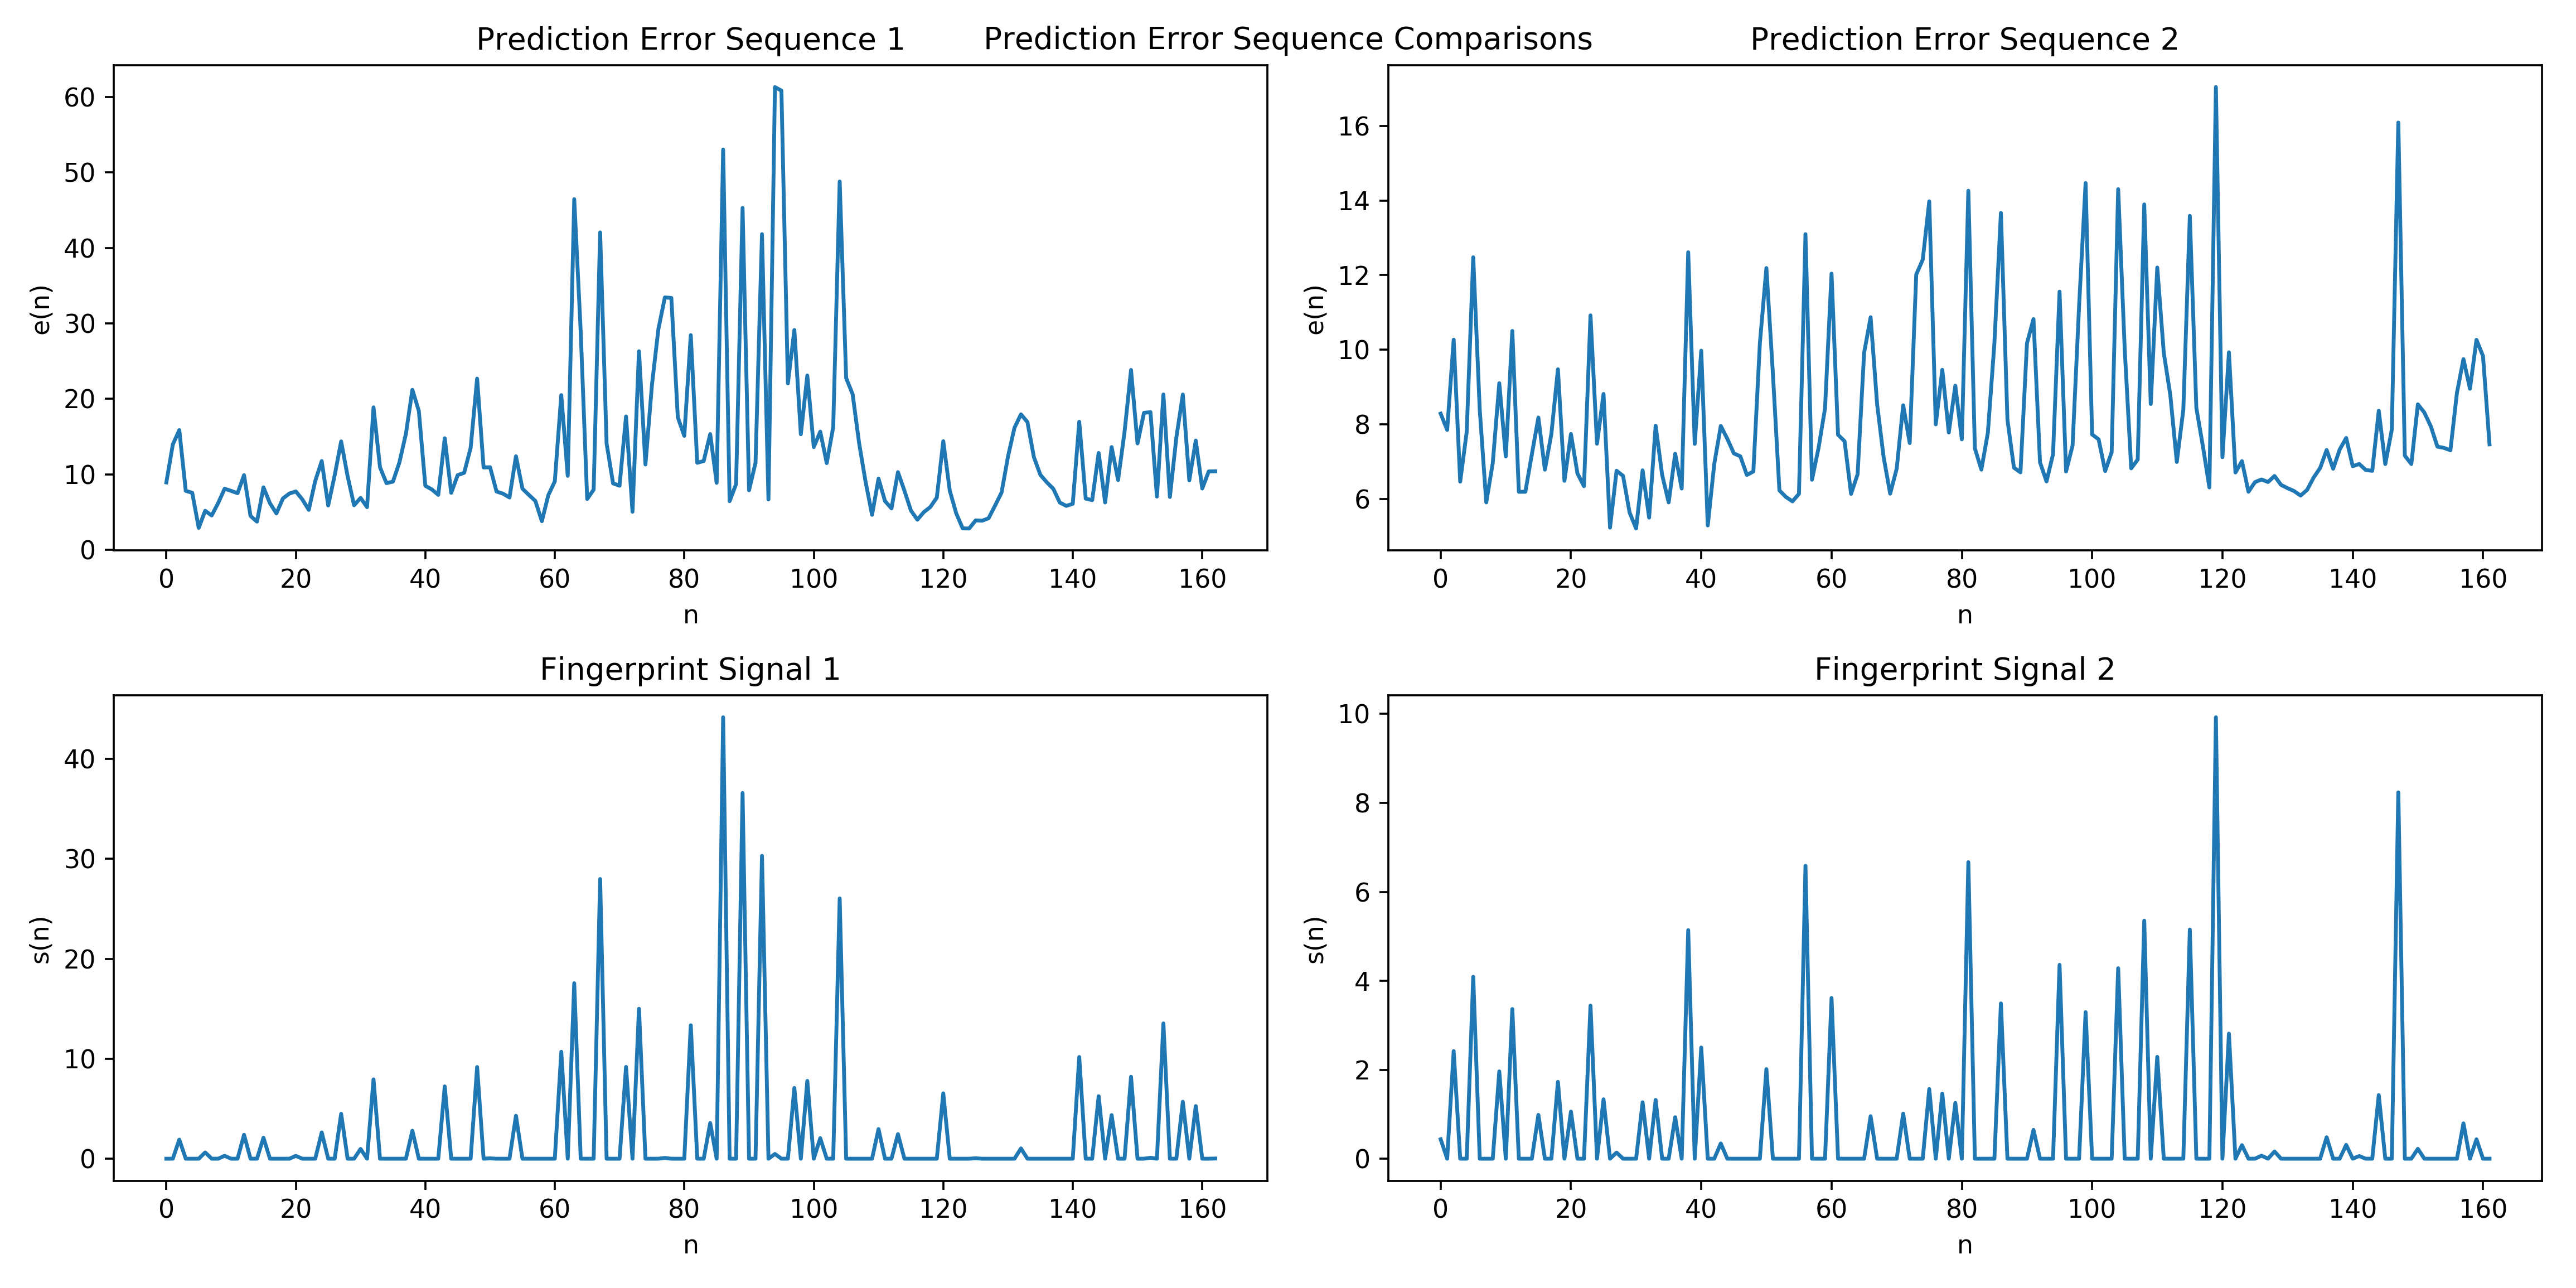 Prediction Error Sequence Comparisons
Prediction Error Sequence 1
60
50
40
30
20
10
0
e(n)
0 20 40 60 80 100 120 140 160
n
Prediction Error Sequence 2
16
14
12
10
8
6
e(n)
0 20 40 60 80 100 120 140 160
n
Fingerprint Signal 1
40
30
20
10
0
s(n)
0 20 40 60 80 100 120 140 160
n
Fingerprint Signal 2
10
8
6
4
2
0
s(n)
0 20 40 60 80 100 120 140 160
n